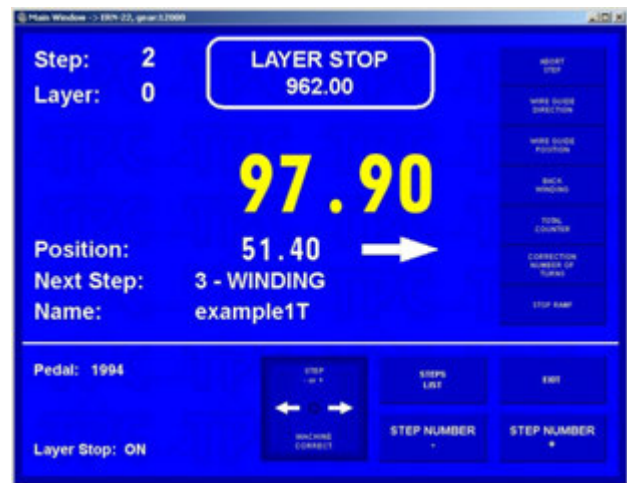 Main Window -> ERN-22, gear:12000
Step: 2
Layer: 0
LAYER STOP
962.00
97.90
Position: 51.40
Next Step: 3 - WINDING
Name: example1T
ABORT
STEP
WIRE GUIDE
DIRECTION
WIRE GUIDE
POSITION
BACK
WINDING
TOTAL
COUNTER
CORRECTION
NUMBER OF
TURNS
STOP RAMP
Pedal: 1994
Layer Stop: ON
STEP
- or +
MACHINE
CORRECT
STEPS
LIST
EXIT
STEP NUMBER
-
STEP NUMBER
+